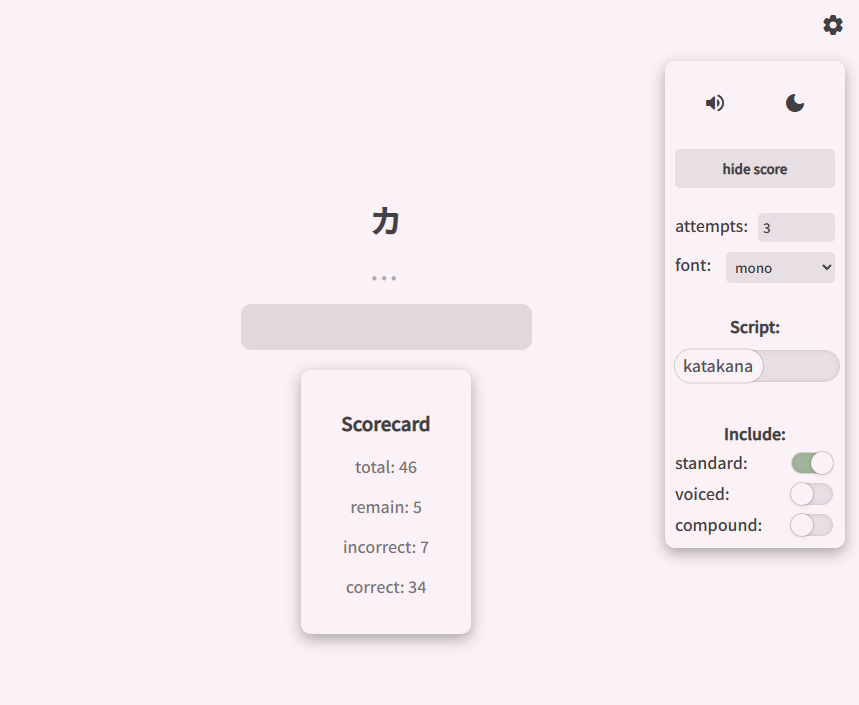 カ
...
Scorecard
total: 46
remain: 5
incorrect: 7
correct: 34
hide score
attempts: 3
font: mono
Script:
katakana
Include:
standard:
voiced:
compound: